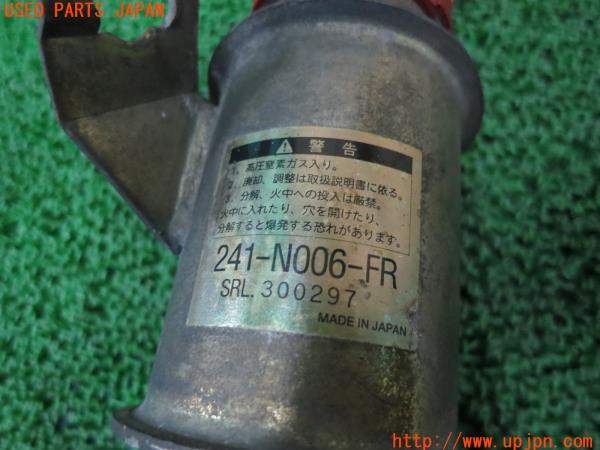 USED PARTS JAPAN
警告
1、高圧窒素ガス入り。
2、廃却、調整は取扱説明書に依る。
3、分解、火中への投入は厳禁。
火中に入れたり、穴を開けたり、
分解すると爆発する恐れがあります。
241-N006-FR
SRL. 300297
MADE IN JAPAN
http://www-upjpn.com/